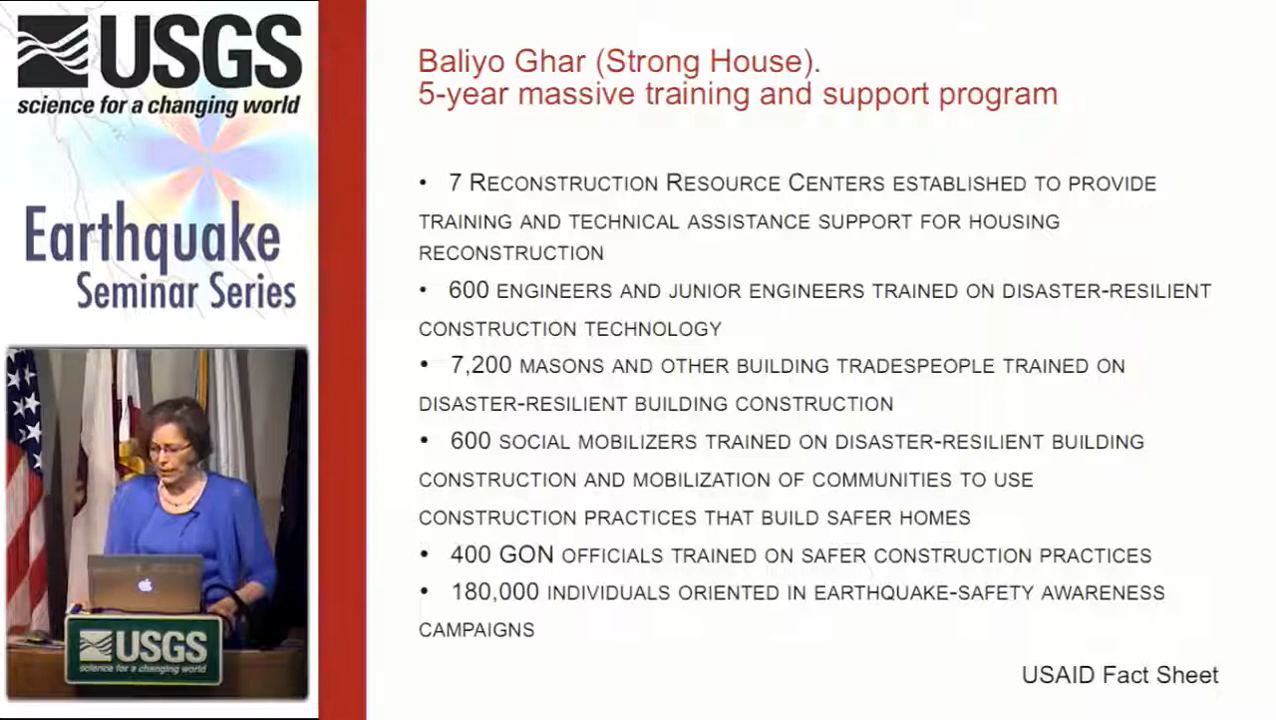 USGS
science for a changing world
Earthquake
Seminar Series
USGS
science for a changing world
Baliyo Ghar (Strong House).
5-year massive training and support program
• 7 RECONSTRUCTION RESOURCE CENTERS ESTABLISHED TO PROVIDE
TRAINING AND TECHNICAL ASSISTANCE SUPPORT FOR HOUSING
RECONSTRUCTION
• 600 ENGINEERS AND JUNIOR ENGINEERS TRAINED ON DISASTER-RESILIENT
CONSTRUCTION TECHNOLOGY
• 7,200 MASONS AND OTHER BUILDING TRADESPEOPLE TRAINED ON
DISASTER-RESILIENT BUILDING CONSTRUCTION
• 600 SOCIAL MOBILIZERS TRAINED ON DISASTER-RESILIENT BUILDING
CONSTRUCTION AND MOBILIZATION OF COMMUNITIES TO USE
CONSTRUCTION PRACTICES THAT BUILD SAFER HOMES
• 400 GON OFFICIALS TRAINED ON SAFER CONSTRUCTION PRACTICES
• 180,000 INDIVIDUALS ORIENTED IN EARTHQUAKE-SAFETY AWARENESS
CAMPAIGNS
USAID Fact Sheet